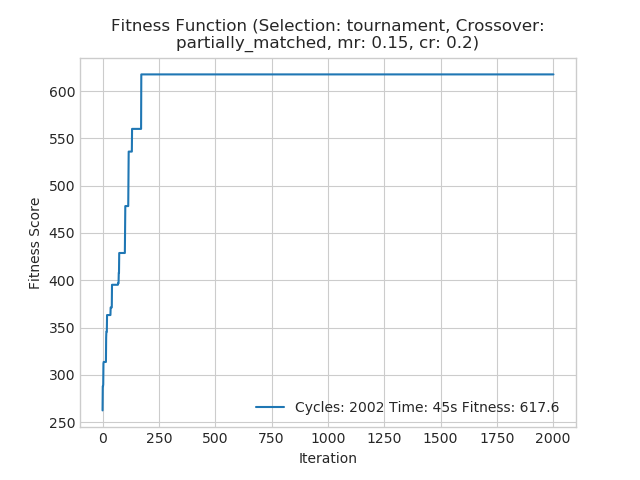 Fitness Function (Selection: tournament, Crossover:
partially_matched, mr: 0.15, cr: 0.2)
600
550
500
450
400
350
300
250
Fitness Score
Cycles: 2002 Time: 45s Fitness: 617.6
0 250 500 750 1000 1250 1500 1750 2000
Iteration